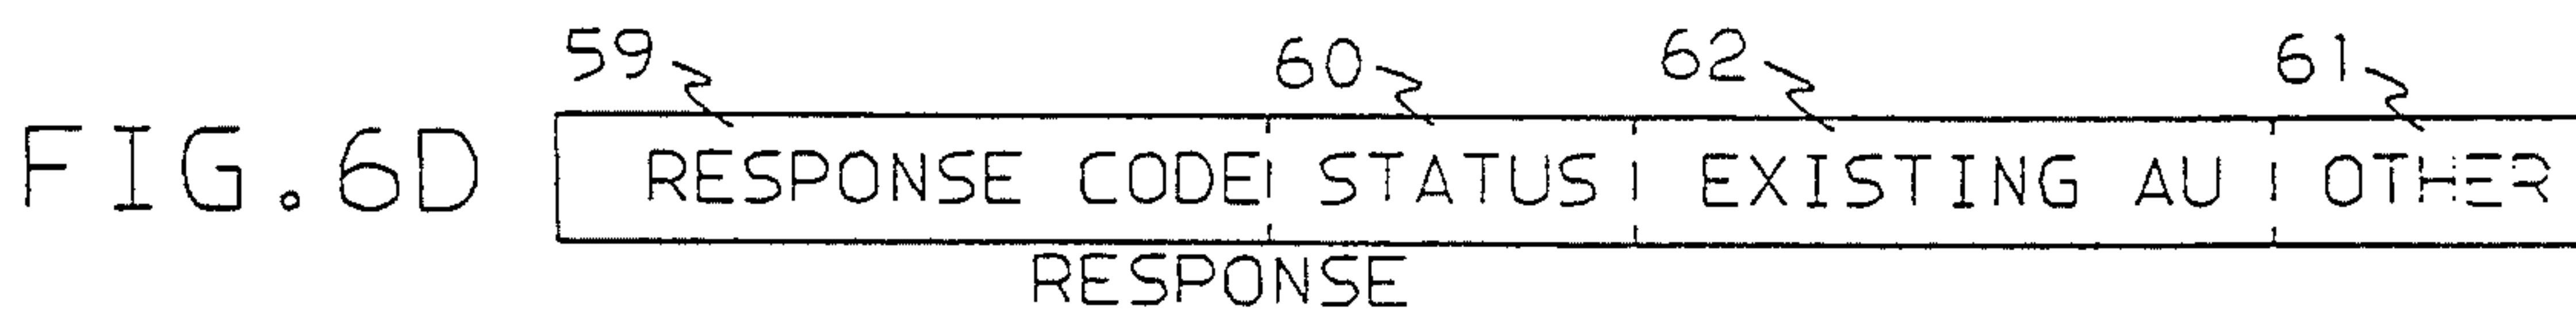 59 60 62 61
FIG. 6D RESPONSE CODE STATUS EXISTING AU OTHER
RESPONSE